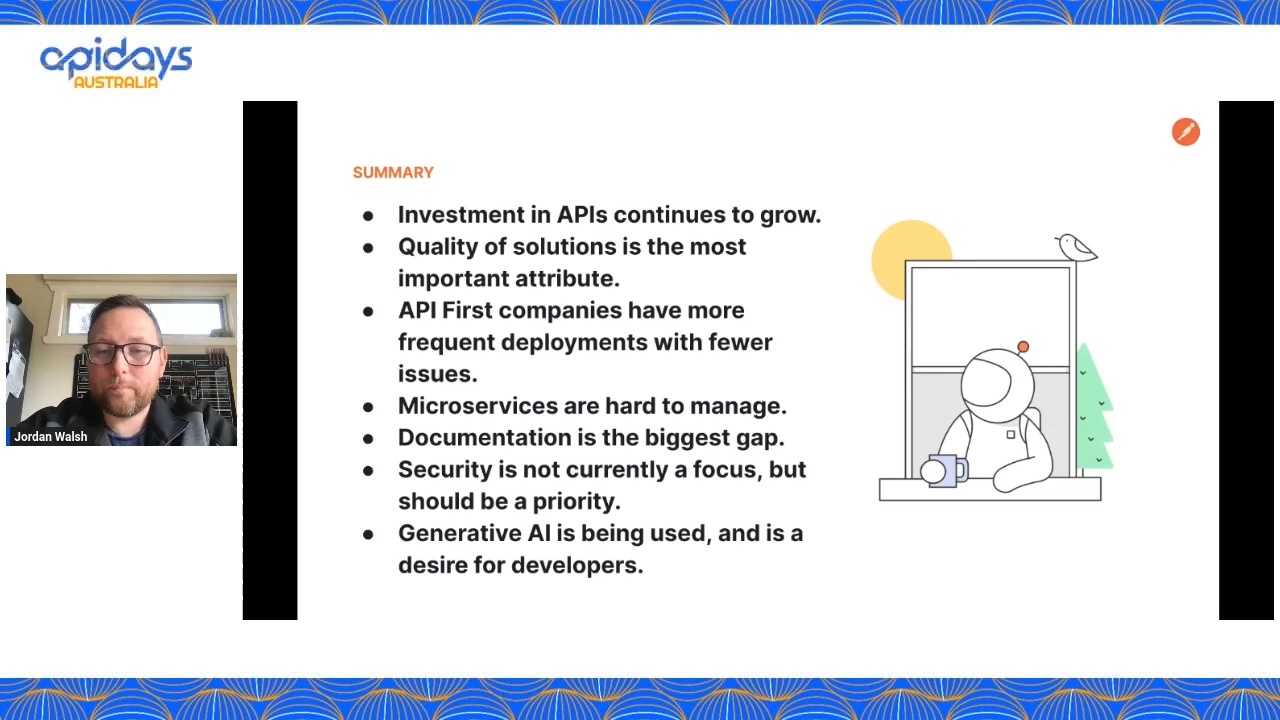 apidays
AUSTRALIA
SUMMARY
● Investment in APIs continues to grow.
● Quality of solutions is the most
important attribute.
● API First companies have more
frequent deployments with fewer
issues.
● Microservices are hard to manage.
● Documentation is the biggest gap.
● Security is not currently a focus, but
should be a priority.
● Generative AI is being used, and is a
desire for developers.
Jordan Walsh